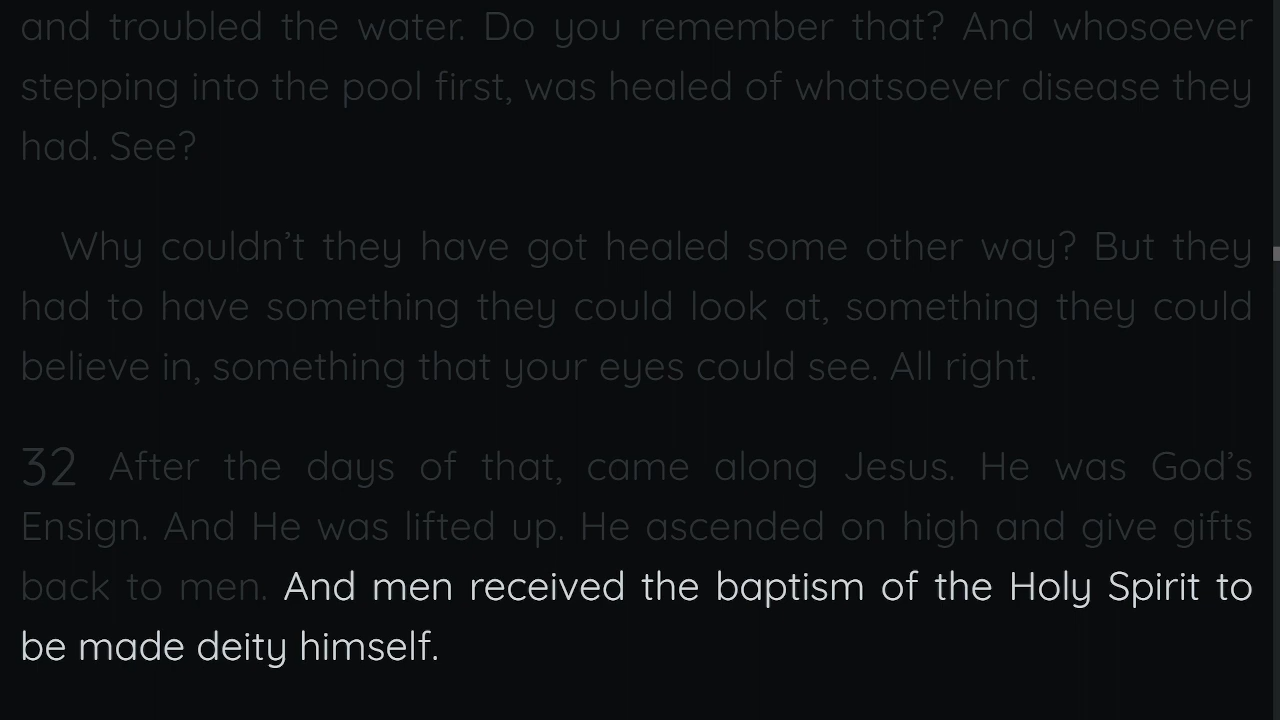 and troubled the water. Do you remember that? And whosoever
stepping into the pool first, was healed of whatsoever disease they
had. See?
Why couldn’t they have got healed some other way? But they
had to have something they could look at, something they could
believe in, something that your eyes could see. All right.
32 After the days of that, came along Jesus. He was God’s
Ensign. And He was lifted up. He ascended on high and give gifts
back to men. And men received the baptism of the Holy Spirit to
be made deity himself.